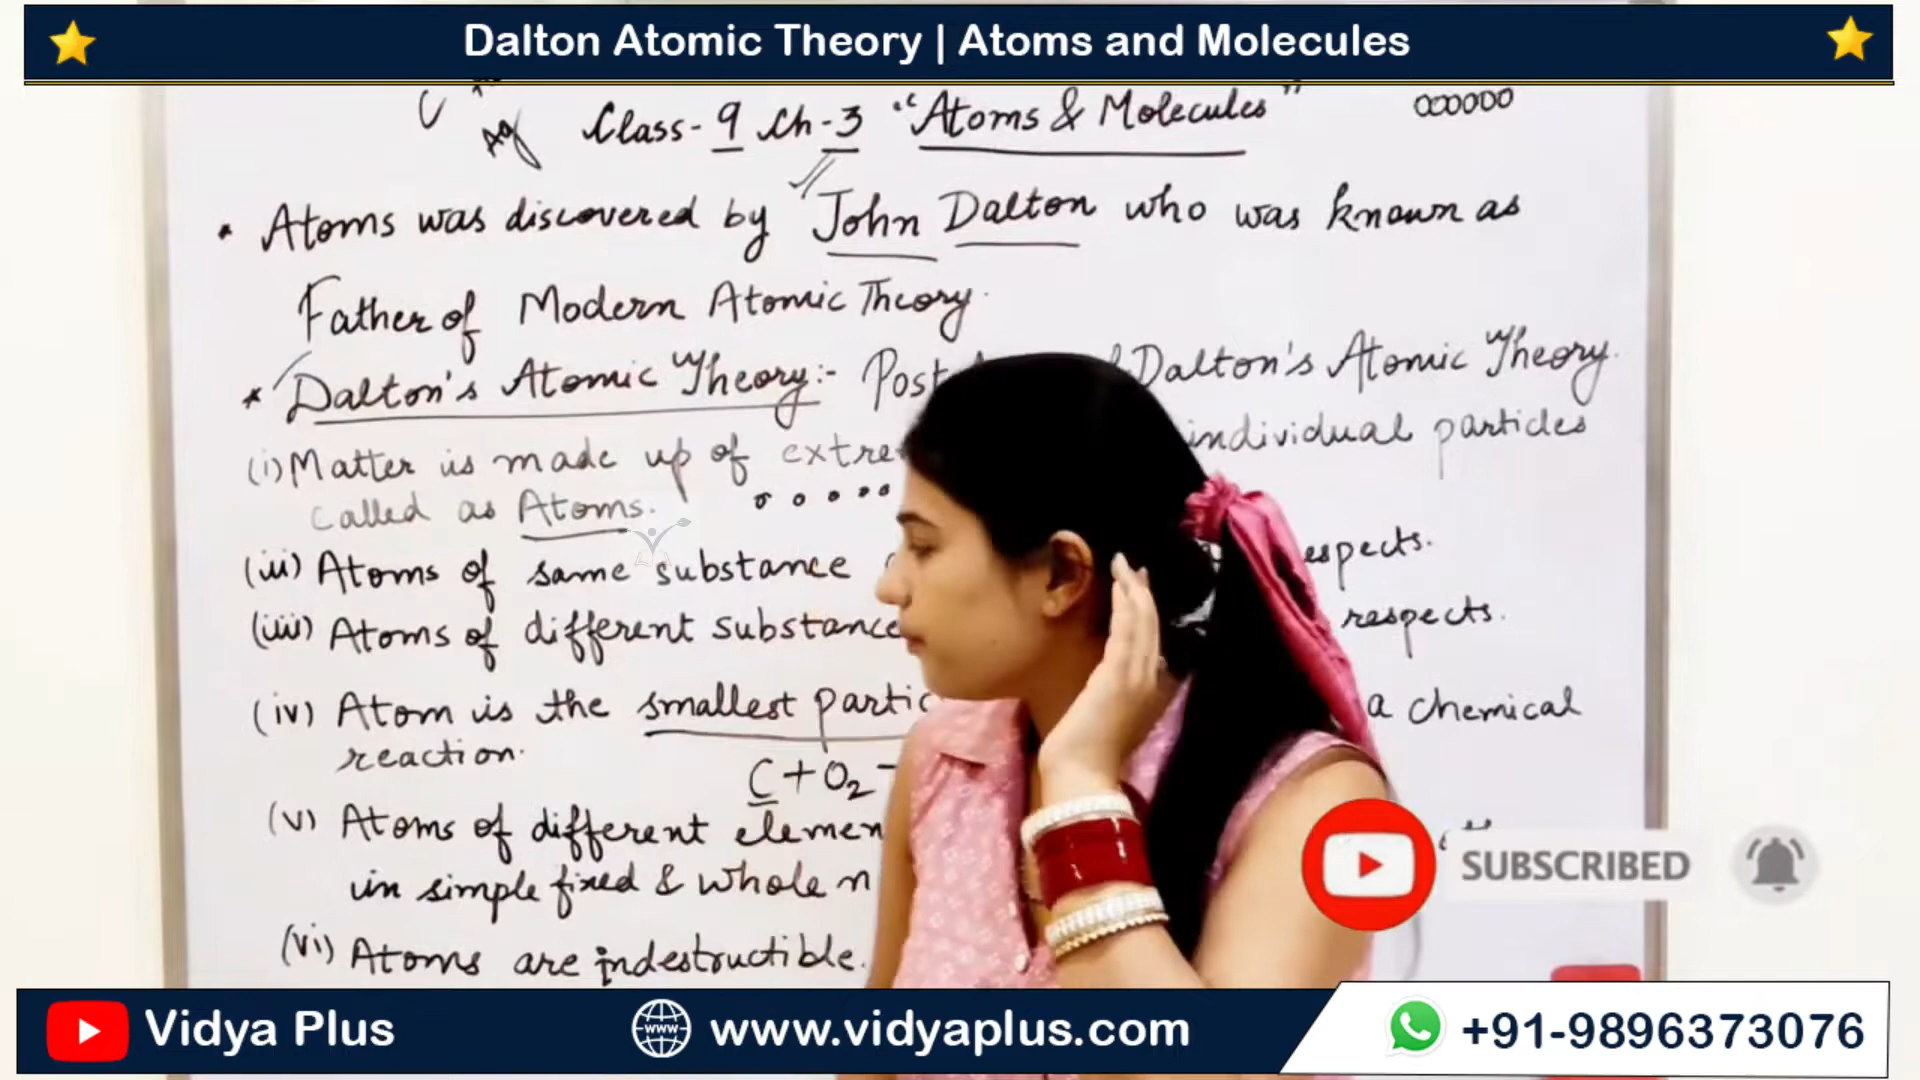 Dalton Atomic Theory | Atoms and Molecules
Ag Class-9 Ch-3 "Atoms & Molecules"
• Atoms was discovered by John Dalton who was known as
Father of Modern Atomic Theory.
* Dalton's Atomic Theory:- Post Dalton's Atomic Theory.
(i) Matter is made up of extre individual particles
called as Atoms.
(ii) Atoms of same substance espects.
(iii) Atoms of different substance respects.
(iv) Atom is the smallest partic a chemical
reaction.
C + O2
(v) Atoms of different elemen
in simple fixed & whole n
(vi) Atoms are indestructible.
SUBSCRIBED
Vidya Plus
www.vidyaplus.com
+91-9896373076